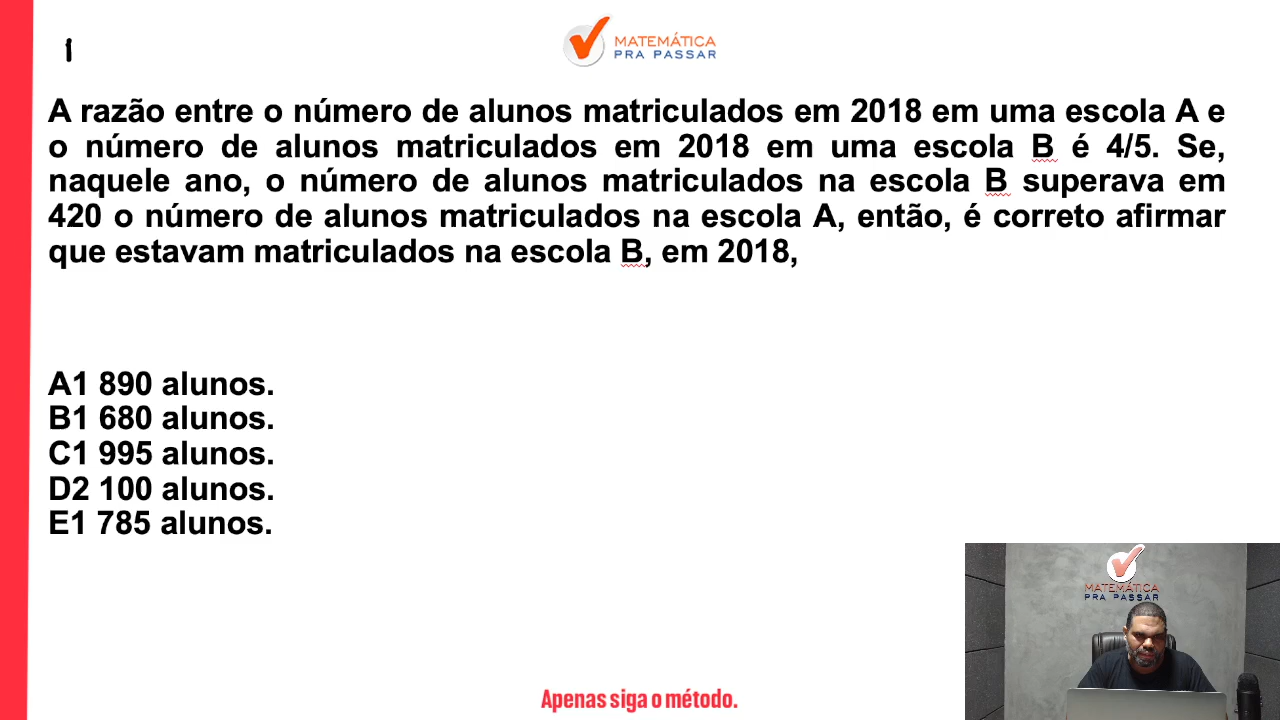 1
MATEMÁTICA
PRA PASSAR
A razão entre o número de alunos matriculados em 2018 em uma escola A e
o número de alunos matriculados em 2018 em uma escola B é 4/5. Se,
naquele ano, o número de alunos matriculados na escola B superava em
420 o número de alunos matriculados na escola A, então, é correto afirmar
que estavam matriculados na escola B, em 2018,
A1 890 alunos.
B1 680 alunos.
C1 995 alunos.
D2 100 alunos.
E1 785 alunos.
MATEMÁTICA
PRA PASSAR
Apenas siga o método.